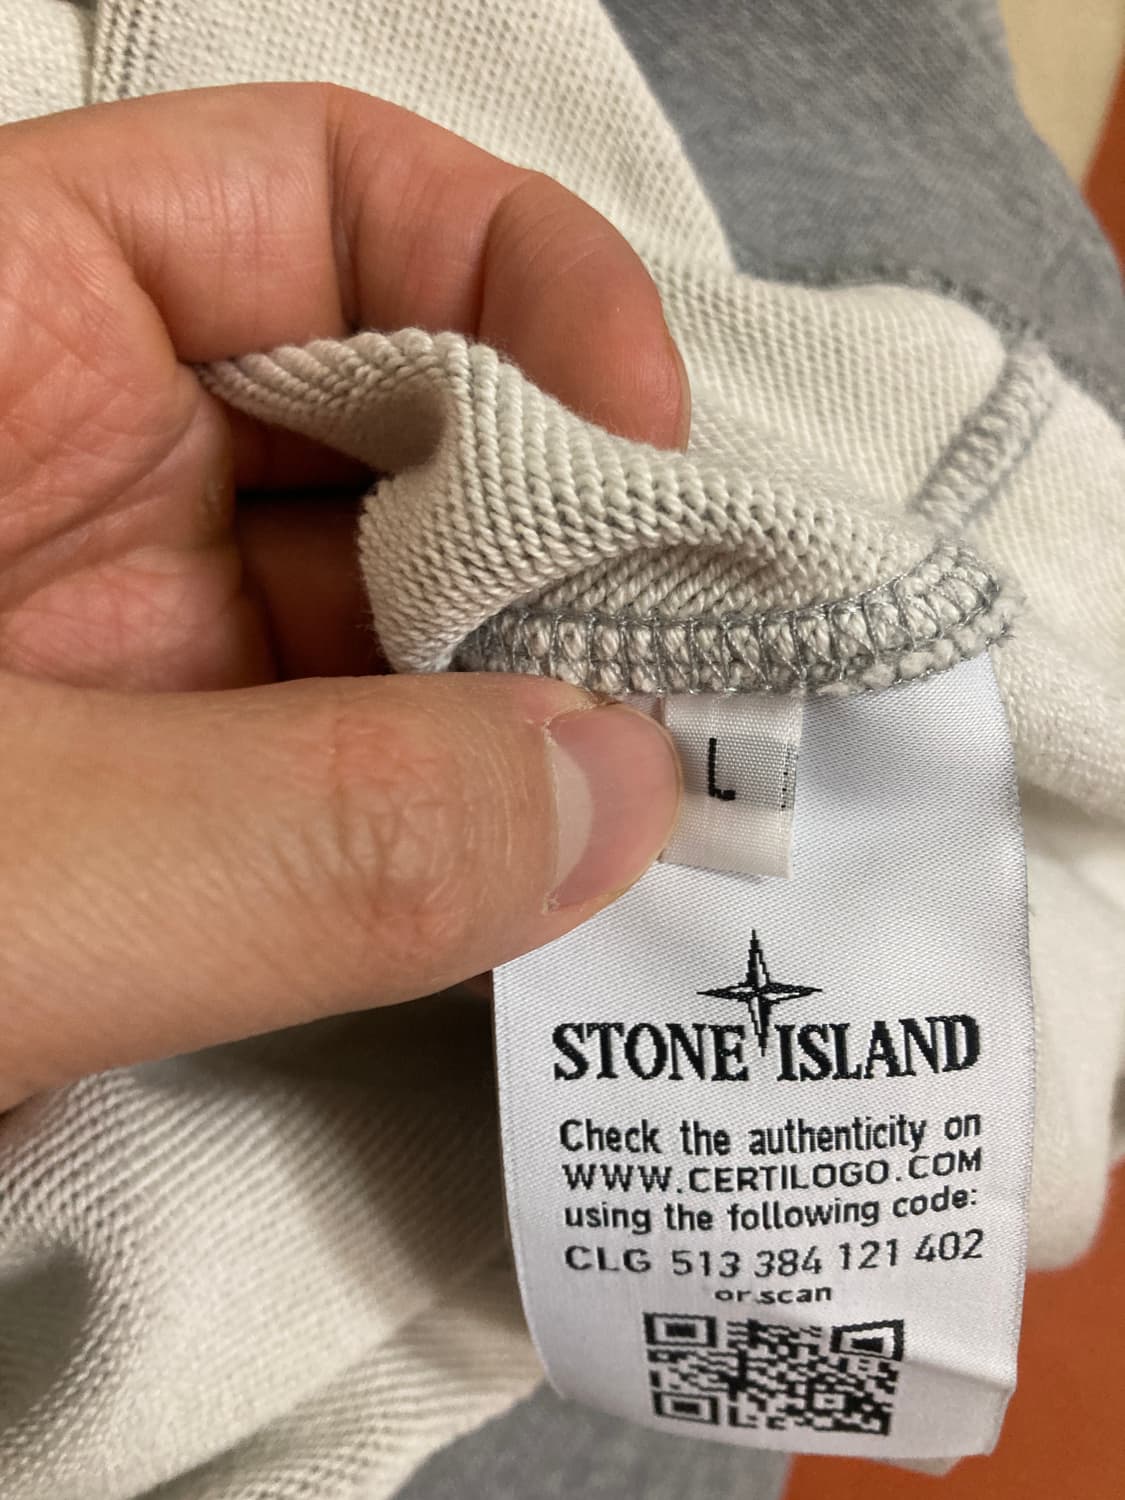 L
STONE ISLAND
Check the authenticity on
WWW.CERTILOGO.COM
using the following code:
CLG 513 384 121 402
or scan